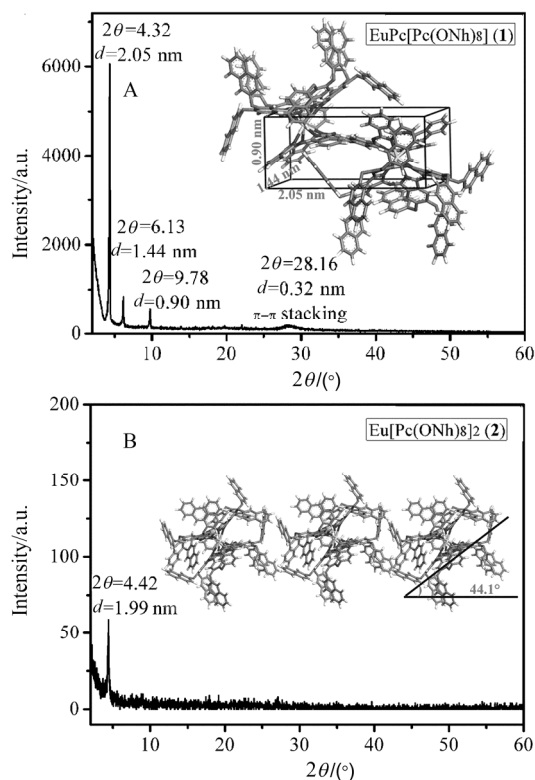 2θ=4.32
d=2.05 nm
EuPc[Pc(ONh)8] (1)
A
6000
4000
2000
0
Intensity/a.u.
0.90 nm
1.44 nm
2.05 nm
2θ=6.13
d=1.44 nm
2θ=9.78
d=0.90 nm
2θ=28.16
d=0.32 nm
π–π stacking
10 20 30 40 50 60
2θ/(°)
200
150
100
50
0
Intensity/a.u.
B
Eu[Pc(ONh)8]2 (2)
2θ=4.42
d=1.99 nm
44.1°
10 20 30 40 50 60
2θ/(°)